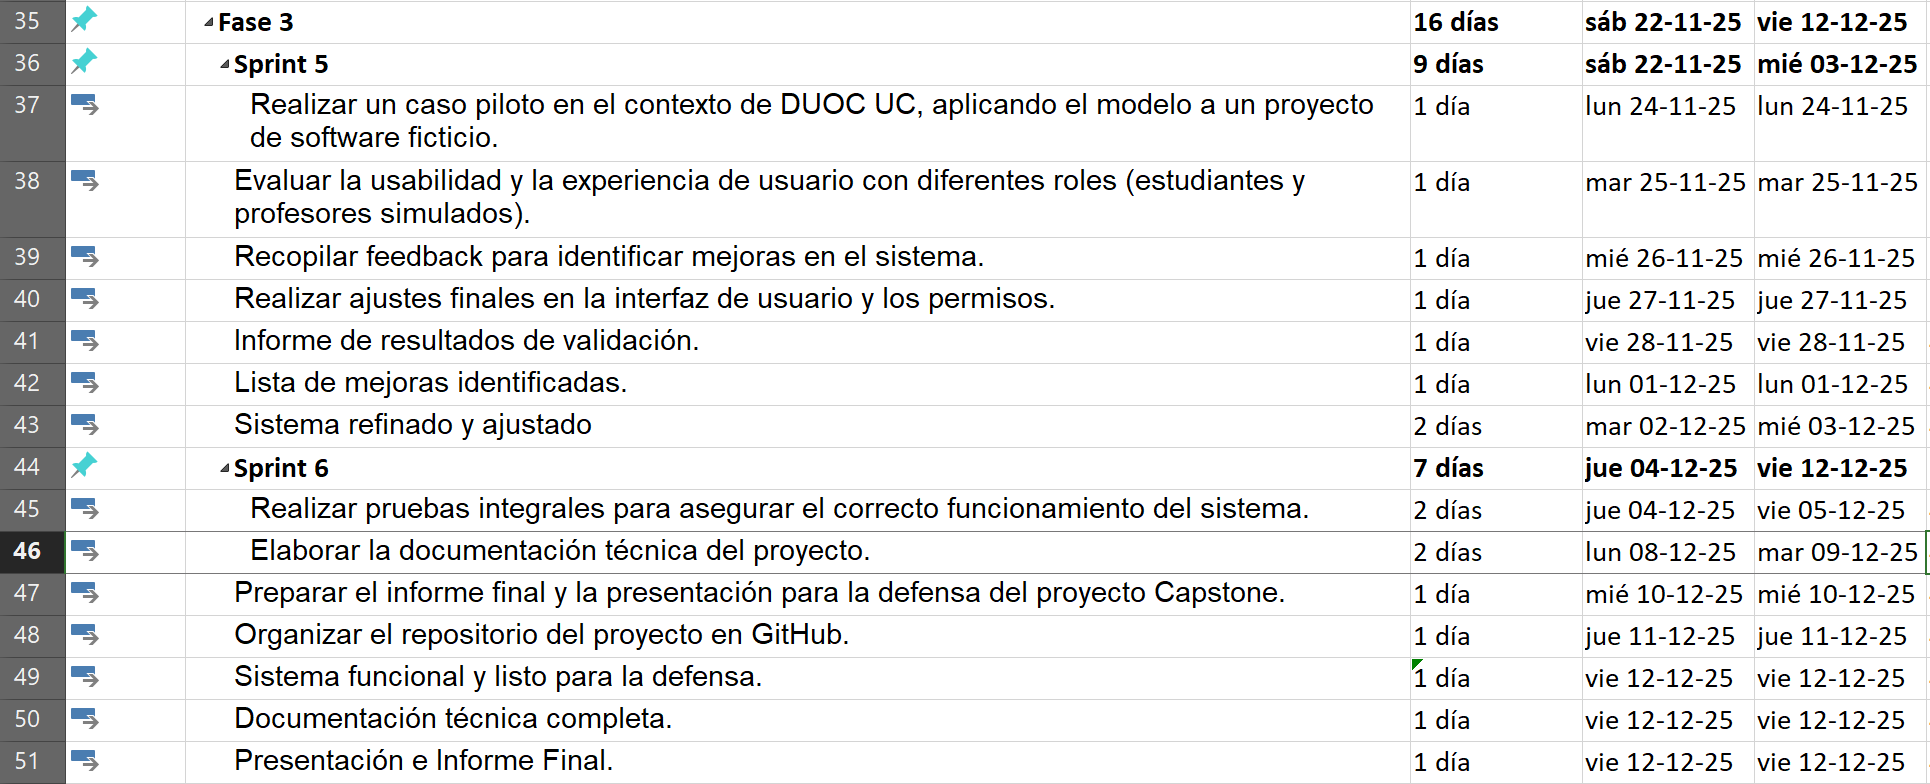 35 Fase 3 16 días sáb 22-11-25 vie 12-12-25
36 Sprint 5 9 días sáb 22-11-25 mié 03-12-25
37 Realizar un caso piloto en el contexto de DUOC UC, aplicando el modelo a un proyecto 1 día lun 24-11-25 lun 24-11-25
de software ficticio.
38 Evaluar la usabilidad y la experiencia de usuario con diferentes roles (estudiantes y 1 día mar 25-11-25 mar 25-11-25
profesores simulados).
39 Recopilar feedback para identificar mejoras en el sistema. 1 día mié 26-11-25 mié 26-11-25
40 Realizar ajustes finales en la interfaz de usuario y los permisos. 1 día jue 27-11-25 jue 27-11-25
41 Informe de resultados de validación. 1 día vie 28-11-25 vie 28-11-25
42 Lista de mejoras identificadas. 1 día lun 01-12-25 lun 01-12-25
43 Sistema refinado y ajustado 2 días mar 02-12-25 mié 03-12-25
44 Sprint 6 7 días jue 04-12-25 vie 12-12-25
45 Realizar pruebas integrales para asegurar el correcto funcionamiento del sistema. 2 días jue 04-12-25 vie 05-12-25
46 Elaborar la documentación técnica del proyecto. 2 días lun 08-12-25 mar 09-12-25
47 Preparar el informe final y la presentación para la defensa del proyecto Capstone. 1 día mié 10-12-25 mié 10-12-25
48 Organizar el repositorio del proyecto en GitHub. 1 día jue 11-12-25 jue 11-12-25
49 Sistema funcional y listo para la defensa. 1 día vie 12-12-25 vie 12-12-25
50 Documentación técnica completa. 1 día vie 12-12-25 vie 12-12-25
51 Presentación e Informe Final. 1 día vie 12-12-25 vie 12-12-25